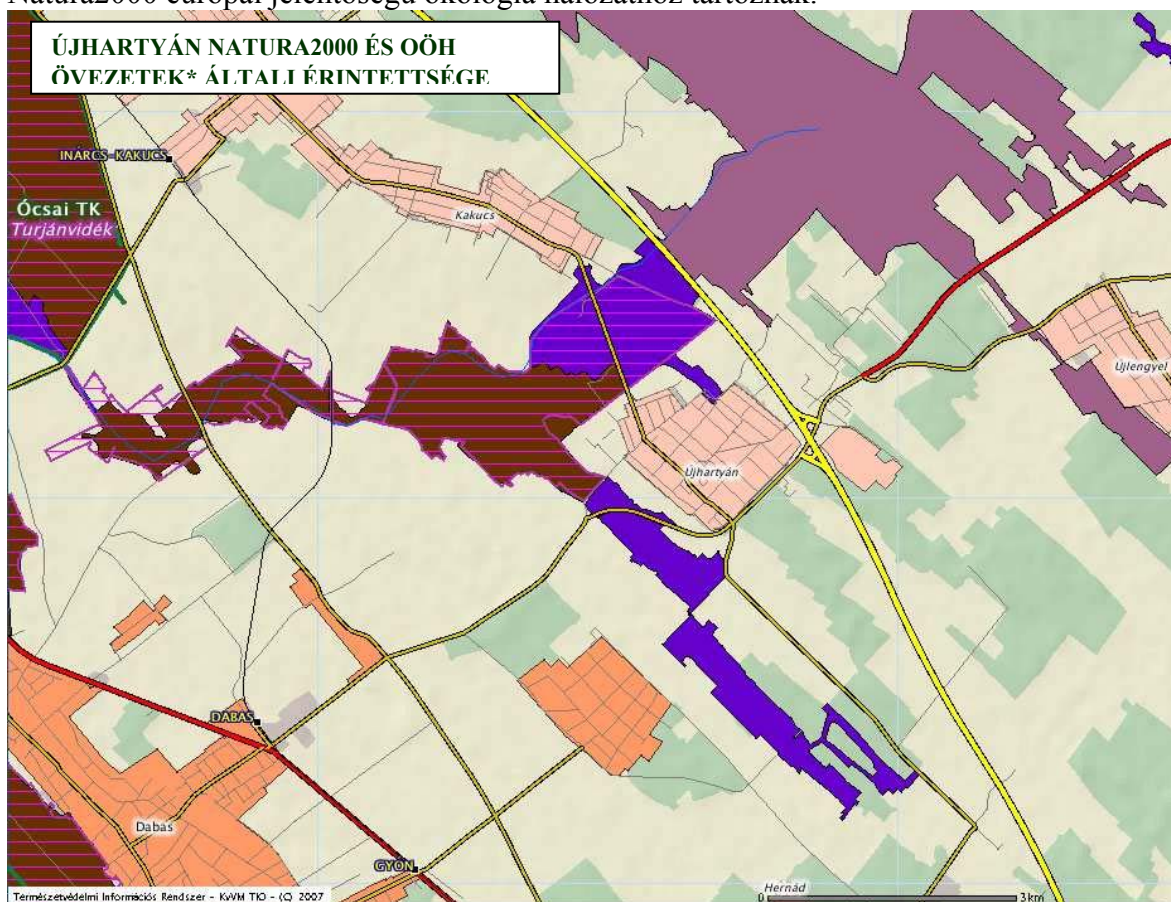 Natura2000 európai jelentőségű ökológia hálózathoz tartoznak.
ÚJHARTYÁN NATURA2000 ÉS OÖH
ÖVEZETEK* ÁLTALI ÉRINTETTSÉGE
INÁRCS-KAKUCS
Ócsai TK
Turjánvidék
Kakucs
Újlengyel
Újhartyán
DABAS
Dabas
GYÓN
Hernád
Természetvédelmi Információs Rendszer - KvVM TIO - (C) 2007
0 3km